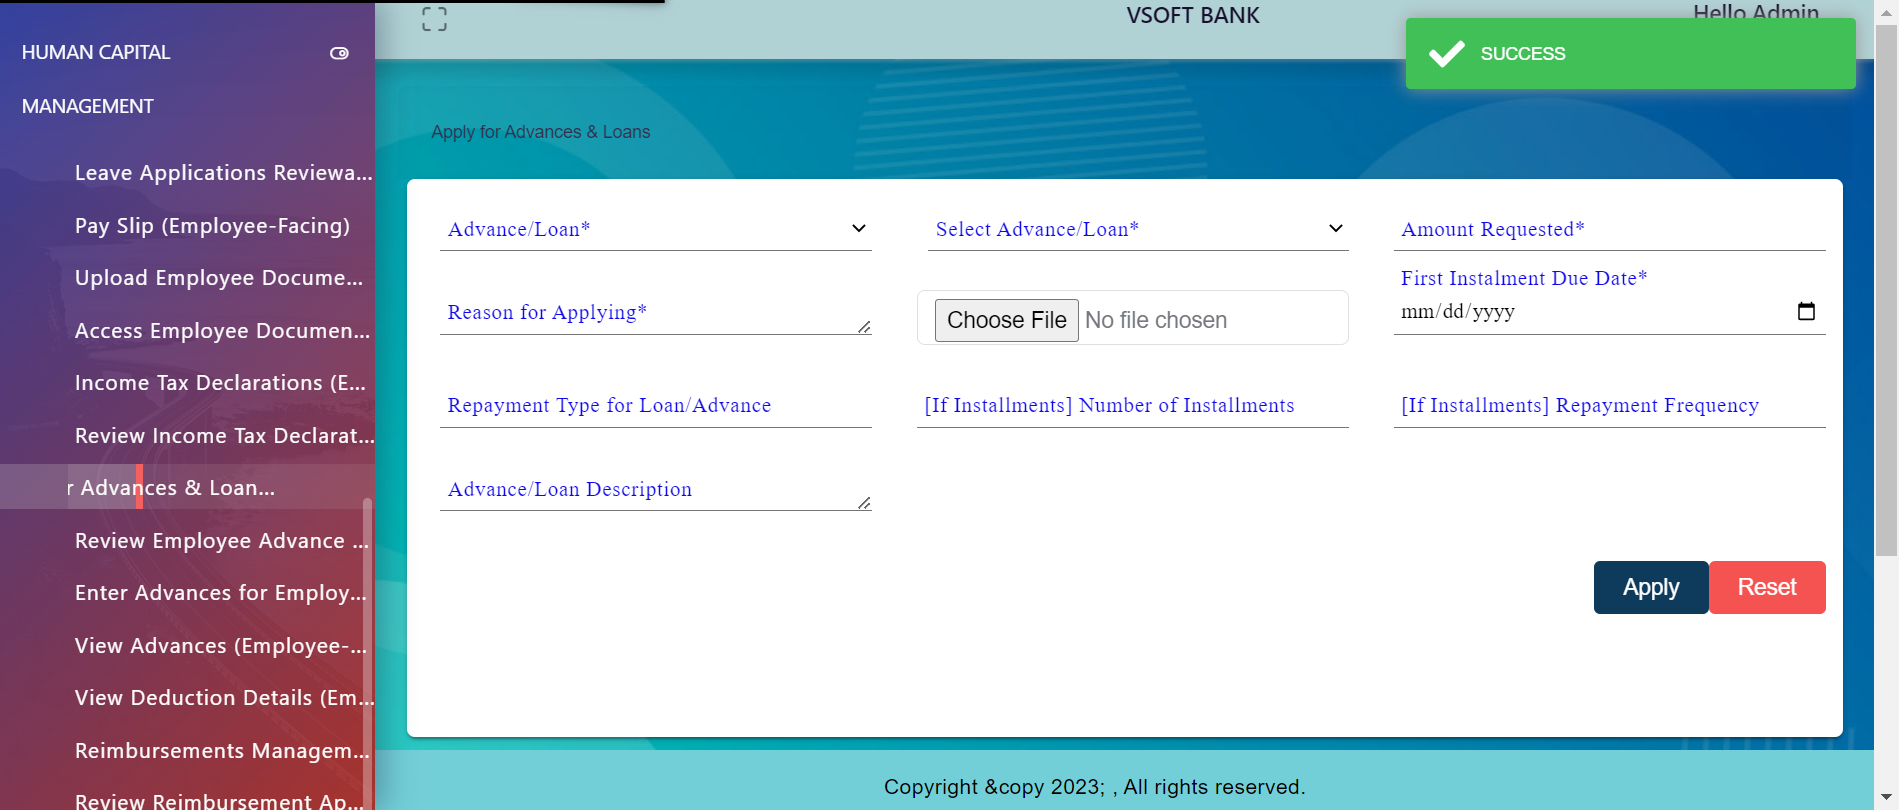 VSOFT BANK
Hello Admin
SUCCESS
HUMAN CAPITAL
MANAGEMENT
Leave Applications Reviewa...
Pay Slip (Employee-Facing)
Upload Employee Docume...
Access Employee Documen...
Income Tax Declarations (E...
Review Income Tax Declarat...
r Advances & Loan...
Review Employee Advance ...
Enter Advances for Employ...
View Advances (Employee-...
View Deduction Details (Em...
Reimbursements Managem...
Review Reimbursement Ap...
Apply for Advances & Loans
Advance/Loan*
Select Advance/Loan*
Amount Requested*
Reason for Applying*
Choose File No file chosen
First Instalment Due Date*
mm/dd/yyyy
Repayment Type for Loan/Advance
[If Installments] Number of Installments
[If Installments] Repayment Frequency
Advance/Loan Description
Apply
Reset
Copyright &copy 2023; , All rights reserved.